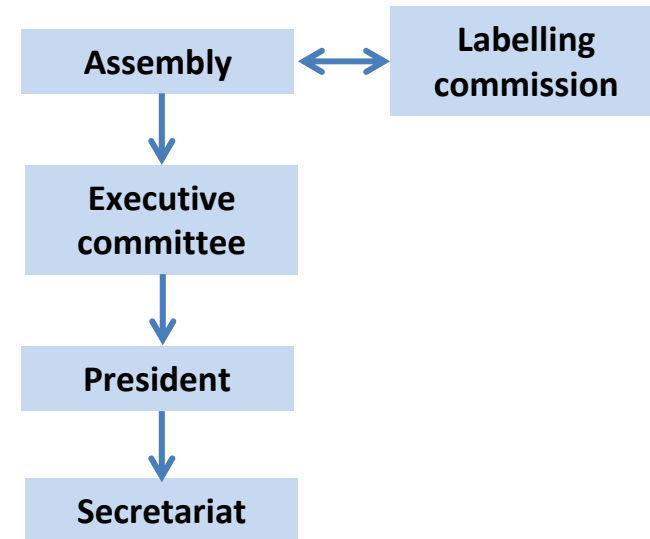 Assembly
Labelling
commission
Executive
committee
President
Secretariat